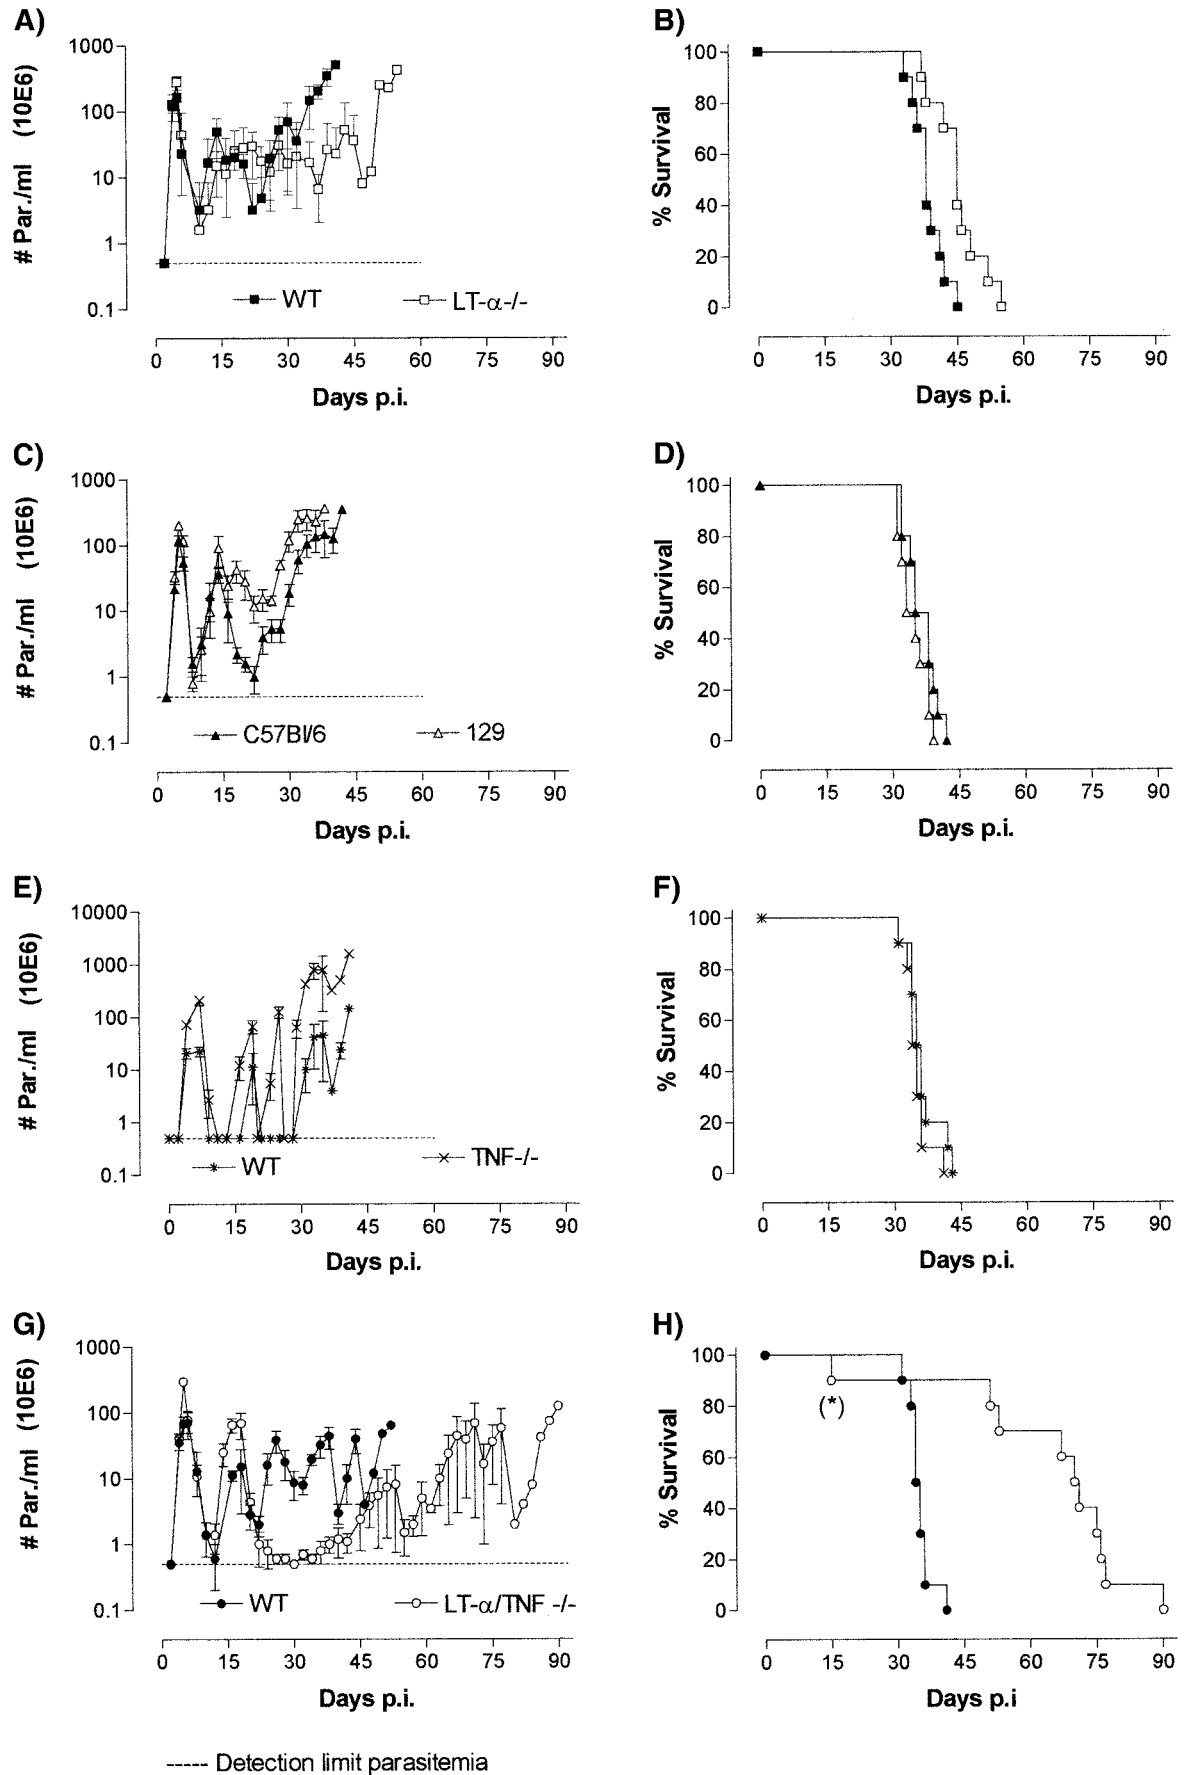 A)
# Par./ml (10E6)
1000
100
10
1
0.1
WT
LT-α-/-
0 15 30 45 60 75 90
Days p.i.
B)
% Survival
100
80
60
40
20
0
0 15 30 45 60 75 90
Days p.i.
C)
# Par./ml (10E6)
1000
100
10
1
0.1
C57Bl/6
129
0 15 30 45 60 75 90
Days p.i.
D)
% Survival
100
80
60
40
20
0
0 15 30 45 60 75 90
Days p.i.
E)
# Par./ml (10E6)
10000
1000
100
10
1
0.1
WT
TNF-/-
0 15 30 45 60 75 90
Days p.i.
F)
% Survival
100
80
60
40
20
0
0 15 30 45 60 75 90
Days p.i.
G)
# Par./ml (10E6)
1000
100
10
1
0.1
WT
LT-α/TNF -/-
0 15 30 45 60 75 90
Days p.i.
H)
% Survival
100
80
60
40
20
0
(*)
0 15 30 45 60 75 90
Days p.i
Detection limit parasitemia